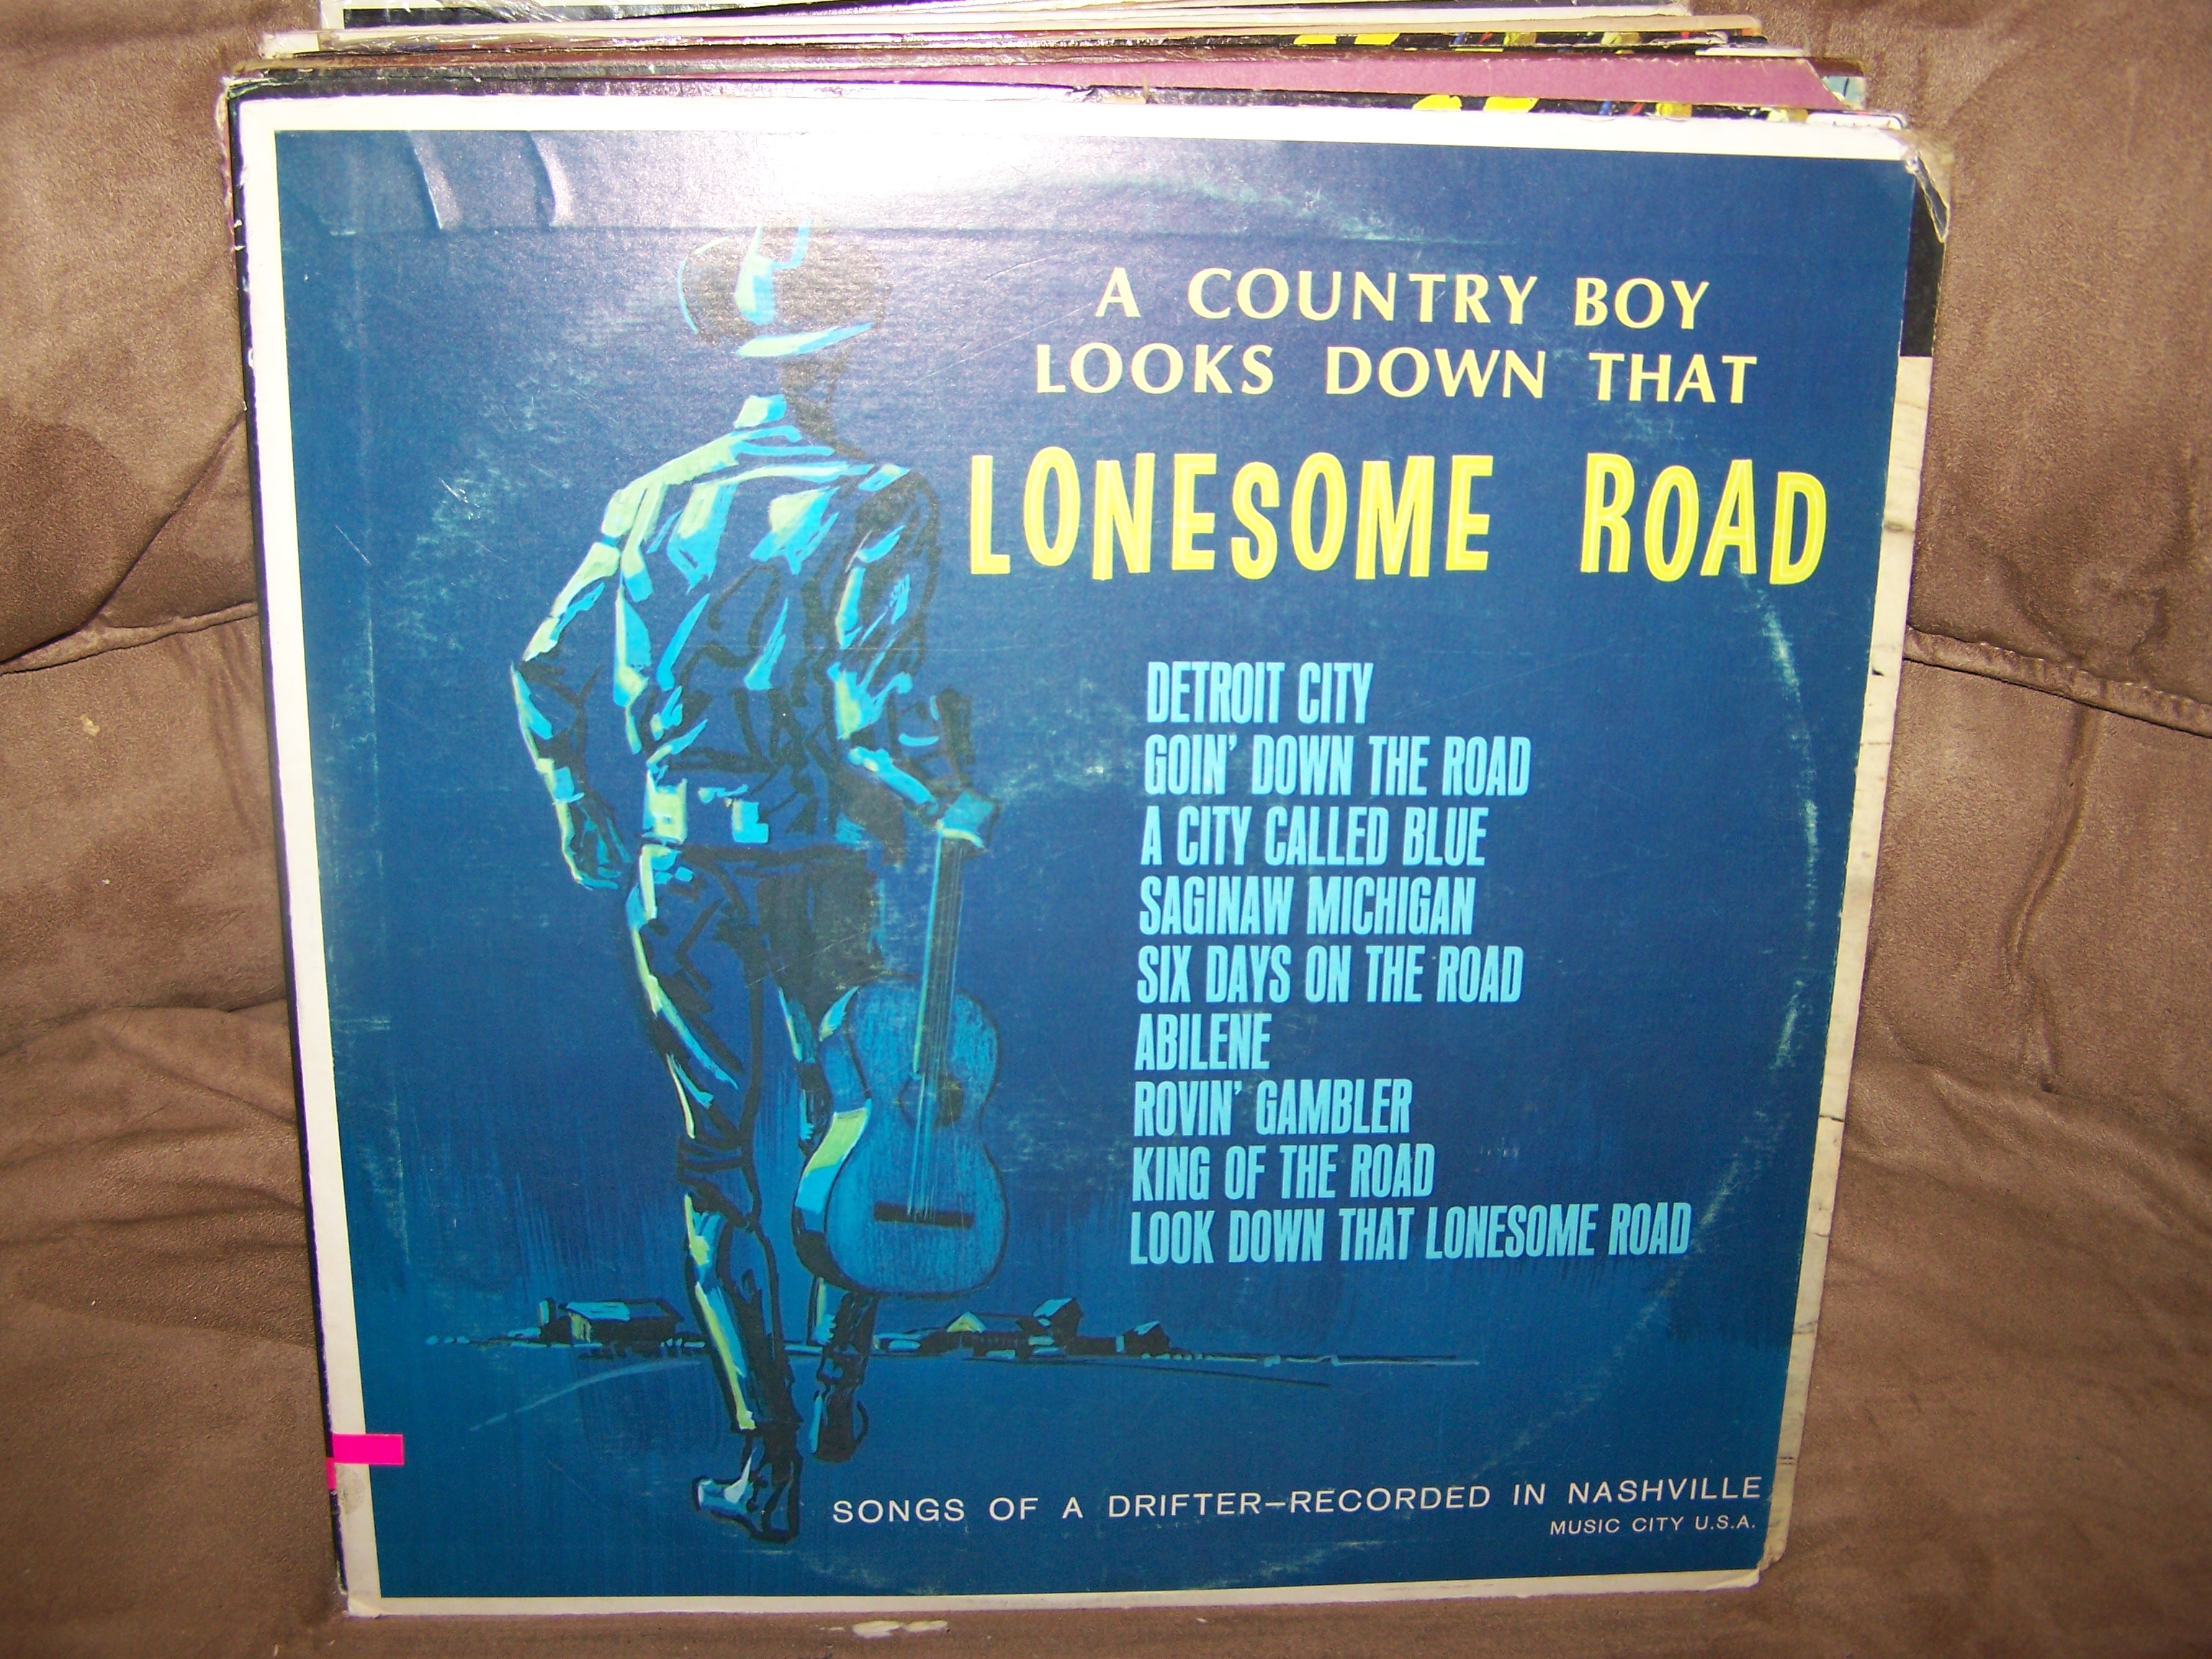 A COUNTRY BOY
LOOKS DOWN THAT
LONESOME ROAD
DETROIT CITY
GOIN' DOWN THE ROAD
A CITY CALLED BLUE
SAGINAW MICHIGAN
SIX DAYS ON THE ROAD
ABILENE
ROVIN' GAMBLER
KING OF THE ROAD
LOOK DOWN THAT LONESOME ROAD
SONGS OF A DRIFTER–RECORDED IN NASHVILLE
MUSIC CITY U.S.A.